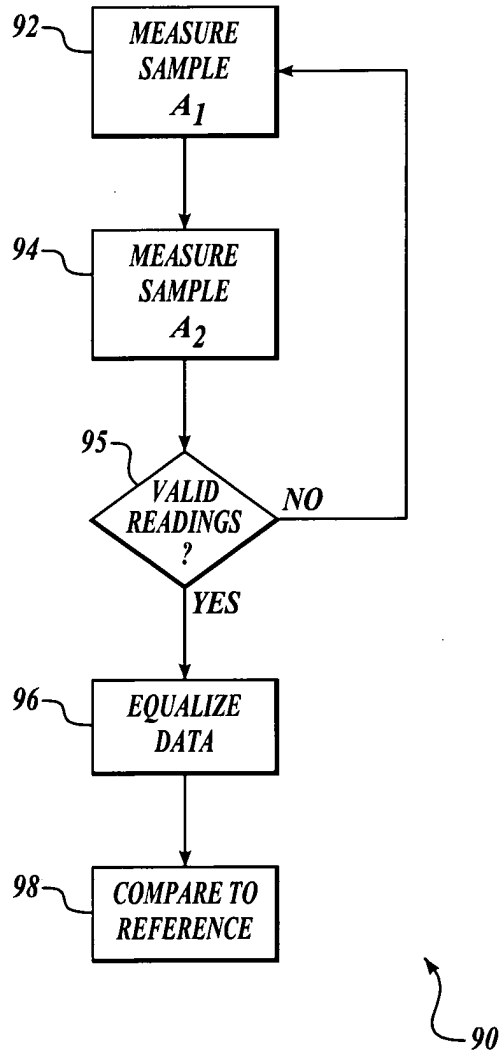 92
MEASURE
SAMPLE
A1
94
MEASURE
SAMPLE
A2
95
VALID
READINGS
?
NO
YES
96
EQUALIZE
DATA
98
COMPARE TO
REFERENCE
90